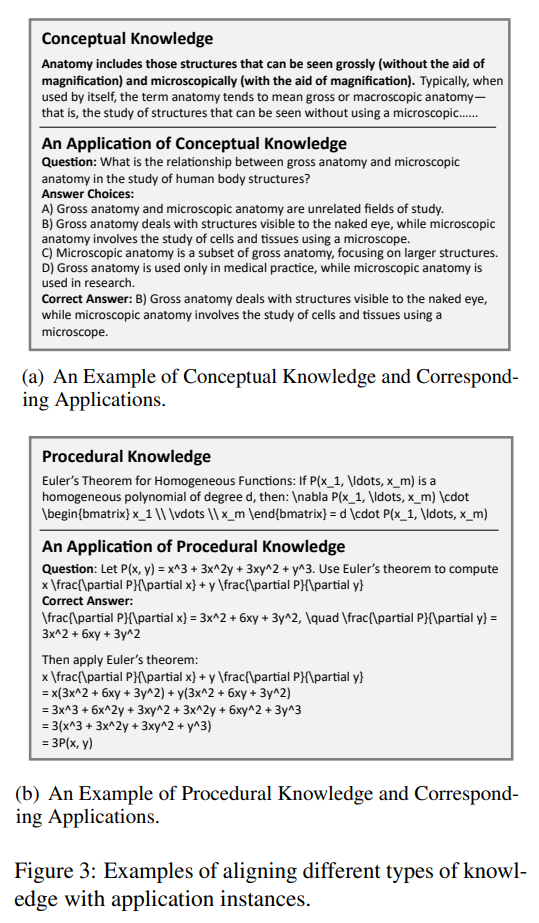 Conceptual Knowledge
Anatomy includes those structures that can be seen grossly (without the aid of
magnification) and microscopically (with the aid of magnification). Typically, when
used by itself, the term anatomy tends to mean gross or macroscopic anatomy—
that is, the study of structures that can be seen without using a microscopic......
An Application of Conceptual Knowledge
Question: What is the relationship between gross anatomy and microscopic
anatomy in the study of human body structures?
Answer Choices:
A) Gross anatomy and microscopic anatomy are unrelated fields of study.
B) Gross anatomy deals with structures visible to the naked eye, while microscopic
anatomy involves the study of cells and tissues using a microscope.
C) Microscopic anatomy is a subset of gross anatomy, focusing on larger structures.
D) Gross anatomy is used only in medical practice, while microscopic anatomy is
used in research.
Correct Answer: B) Gross anatomy deals with structures visible to the naked eye,
while microscopic anatomy involves the study of cells and tissues using a
microscope.
(a) An Example of Conceptual Knowledge and Correspond-
ing Applications.
Procedural Knowledge
Euler's Theorem for Homogeneous Functions: If P(x_1, \ldots, x_m) is a
homogeneous polynomial of degree d, then: \nabla P(x_1, \ldots, x_m) \cdot
\begin{bmatrix} x_1 \\ \vdots \\ x_m \end{bmatrix} = d \cdot P(x_1, \ldots, x_m)
An Application of Procedural Knowledge
Question: Let P(x, y) = x^3 + 3x^2y + 3xy^2 + y^3. Use Euler's theorem to compute
x \frac{\partial P}{\partial x} + y \frac{\partial P}{\partial y}
Correct Answer:
\frac{\partial P}{\partial x} = 3x^2 + 6xy + 3y^2, \quad \frac{\partial P}{\partial y} =
3x^2 + 6xy + 3y^2
Then apply Euler's theorem:
x \frac{\partial P}{\partial x} + y \frac{\partial P}{\partial y}
= x(3x^2 + 6xy + 3y^2) + y(3x^2 + 6xy + 3y^2)
= 3x^3 + 6x^2y + 3xy^2 + 3x^2y + 6xy^2 + 3y^3
= 3(x^3 + 3x^2y + 3xy^2 + y^3)
= 3P(x, y)
(b) An Example of Procedural Knowledge and Correspond-
ing Applications.
Figure 3: Examples of aligning different types of knowl-
edge with application instances.